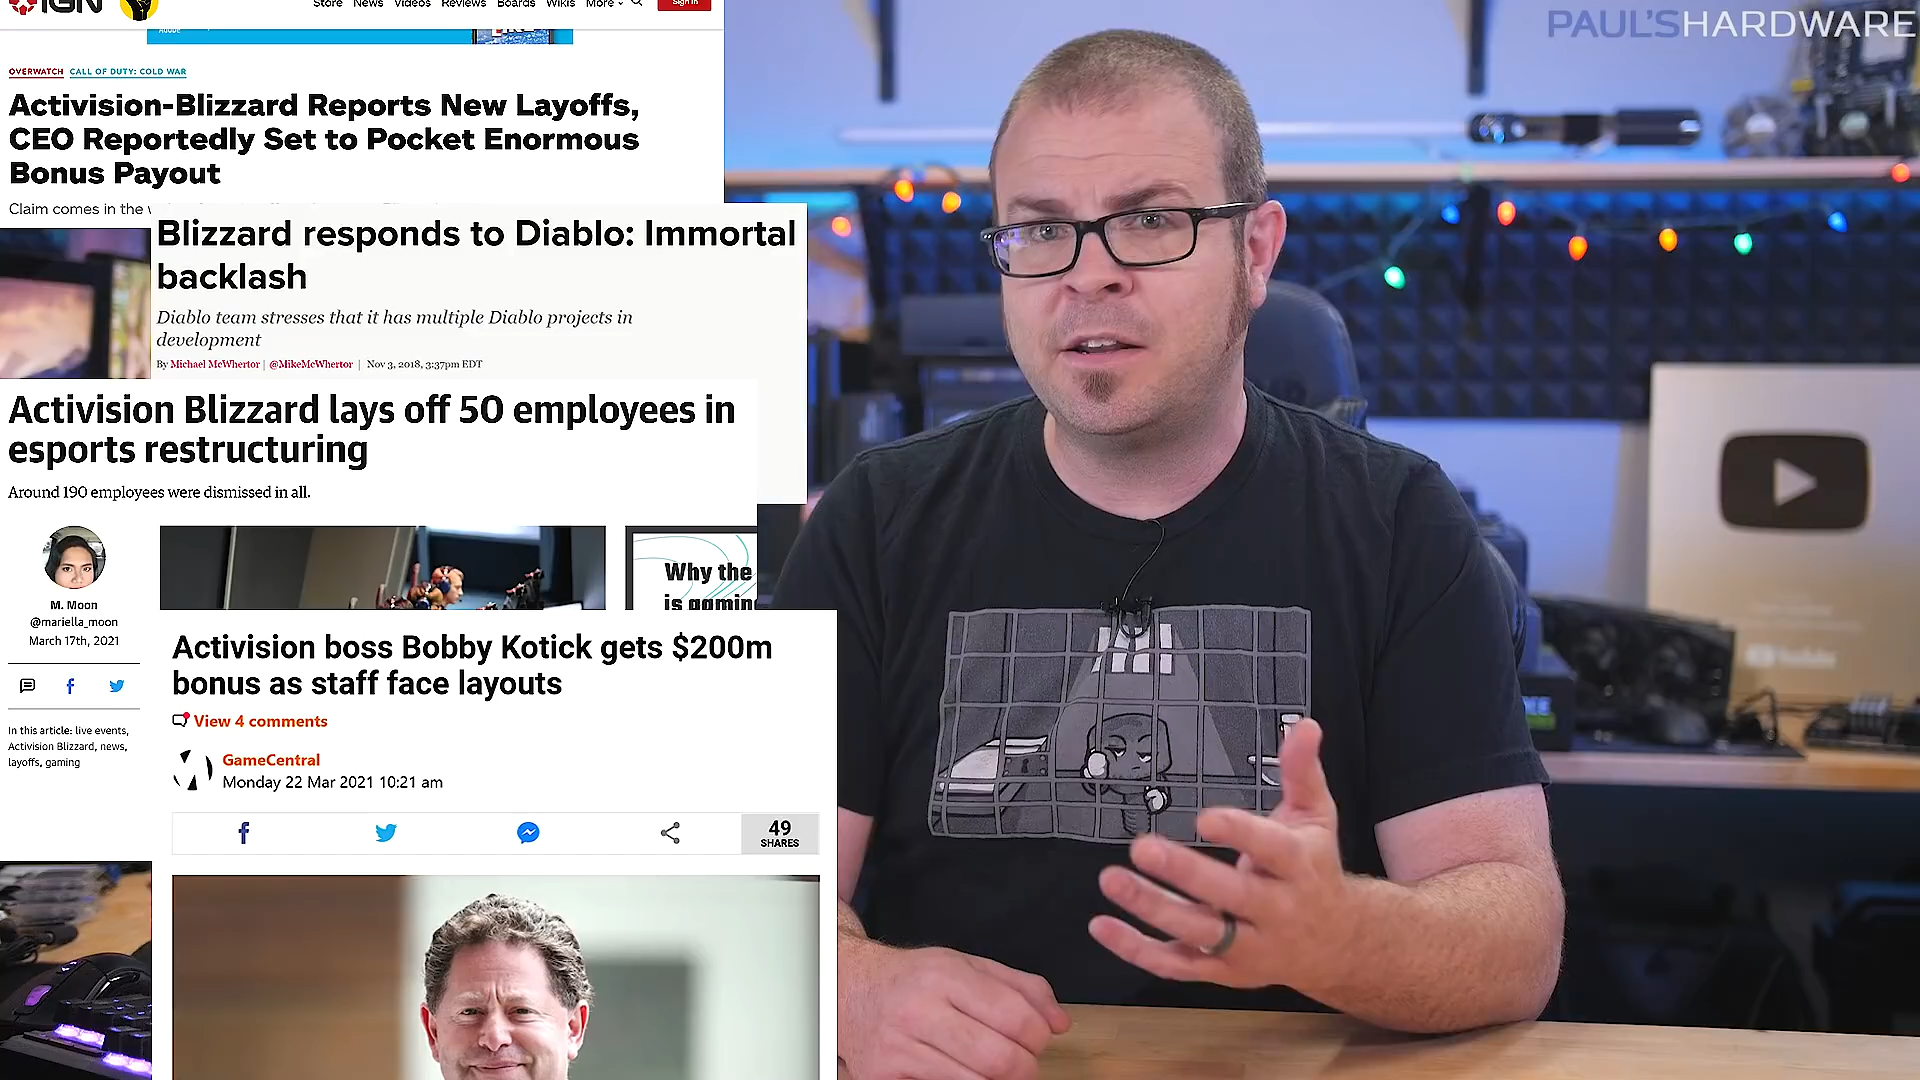 IGN
Store News Videos Reviews Boards Wikis More Sign In
Adobe
PAUL'SHARDWARE
OVERWATCH CALL OF DUTY: COLD WAR
Activision-Blizzard Reports New Layoffs,
CEO Reportedly Set to Pocket Enormous
Bonus Payout
Claim comes in the
Blizzard responds to Diablo: Immortal
backlash
Diablo team stresses that it has multiple Diablo projects in
development
By Michael McWhertor | @MikeMcWhertor | Nov 3, 2018, 3:37pm EDT
Activision Blizzard lays off 50 employees in
esports restructuring
Around 190 employees were dismissed in all.
M. Moon
@mariella_moon
March 17th, 2021
In this article: live events,
Activision Blizzard, news,
layoffs, gaming
Why the
is gaming
Activision boss Bobby Kotick gets $200m
bonus as staff face layouts
View 4 comments
GameCentral
Monday 22 Mar 2021 10:21 am
49
SHARES